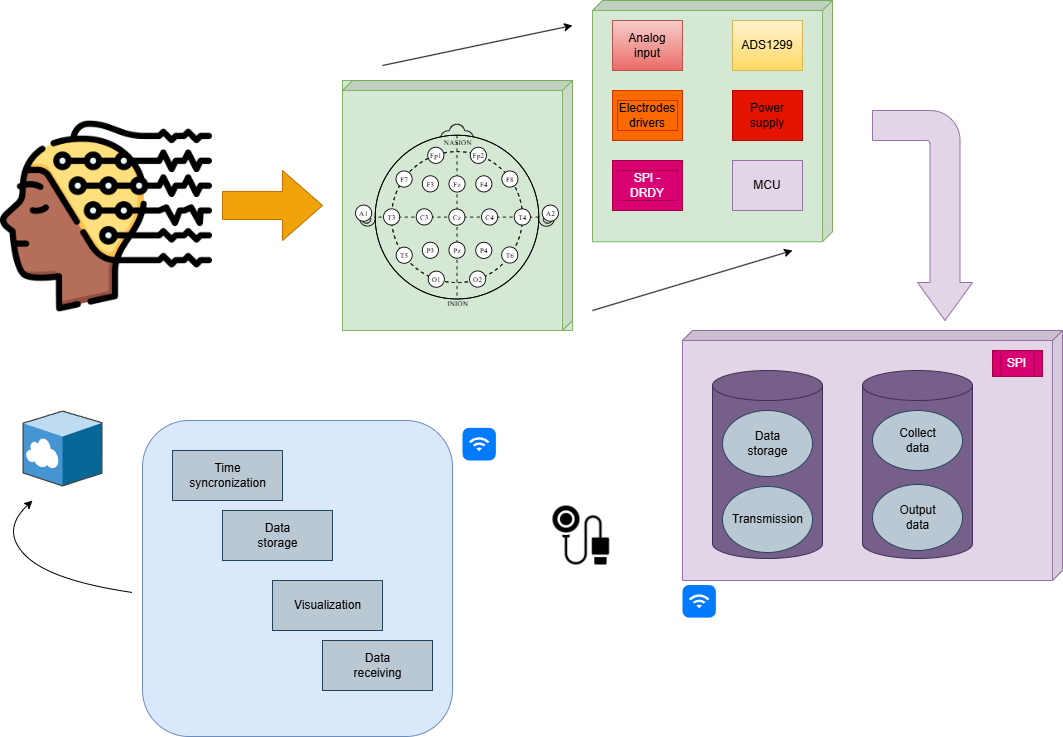 Analog
input
ADS1299
Electrodes
drivers
Power
supply
SPI -
DRDY
MCU
NASION
Fp1
Fp2
F7
F3
Fz
F4
F8
A1
T3
C3
Cz
C4
T4
A2
T5
P3
Pz
P4
T6
O1
O2
INION
SPI
Data
storage
Collect
data
Transmission
Output
data
Time
syncronization
Data
storage
Visualization
Data
receiving